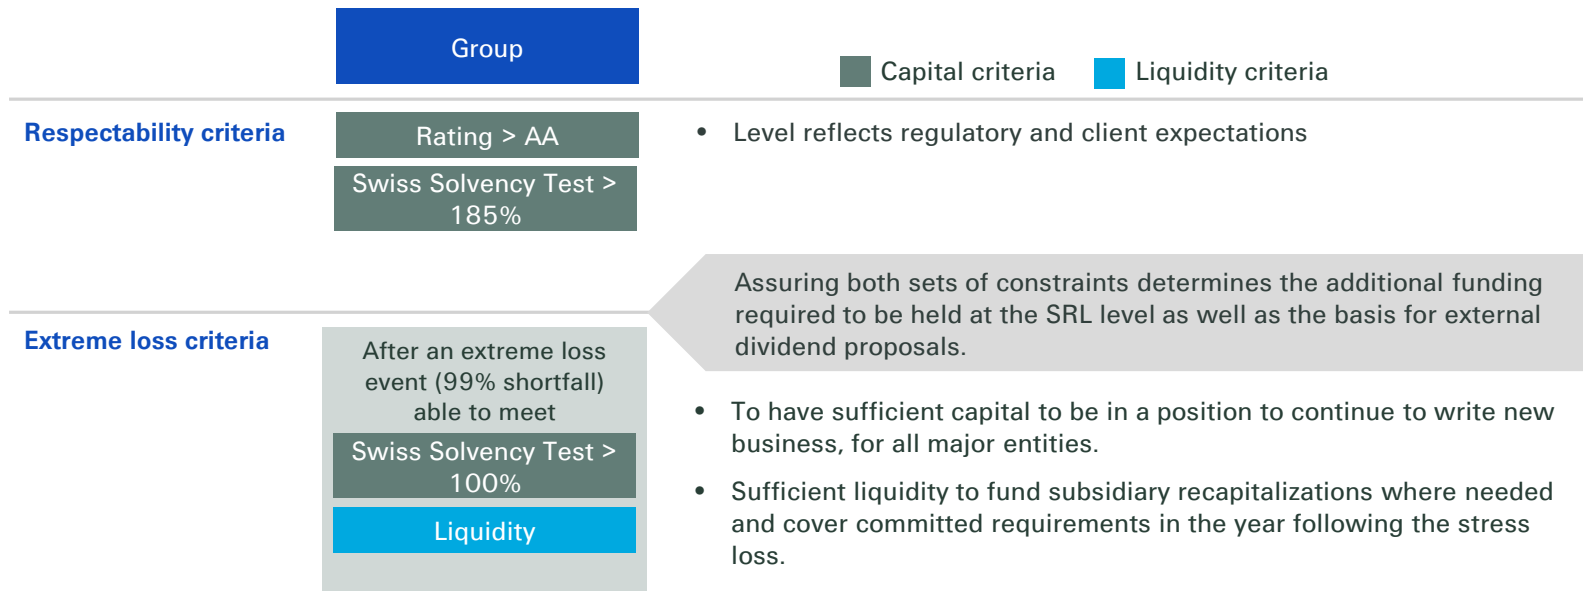 Group
Capital criteria
Liquidity criteria
Respectability criteria
Rating > AA
Swiss Solvency Test >
185%
• Level reflects regulatory and client expectations
Assuring both sets of constraints determines the additional funding
required to be held at the SRL level as well as the basis for external
dividend proposals.
Extreme loss criteria
After an extreme loss
event (99% shortfall)
able to meet
Swiss Solvency Test >
100%
Liquidity
• To have sufficient capital to be in a position to continue to write new
business, for all major entities.
• Sufficient liquidity to fund subsidiary recapitalizations where needed
and cover committed requirements in the year following the stress
loss.